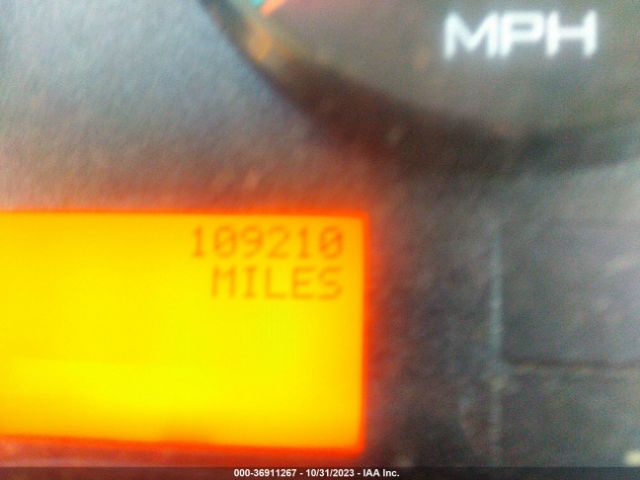 MPH
109210
MILES
000-36911267 - 10/31/2023 - IAA Inc.